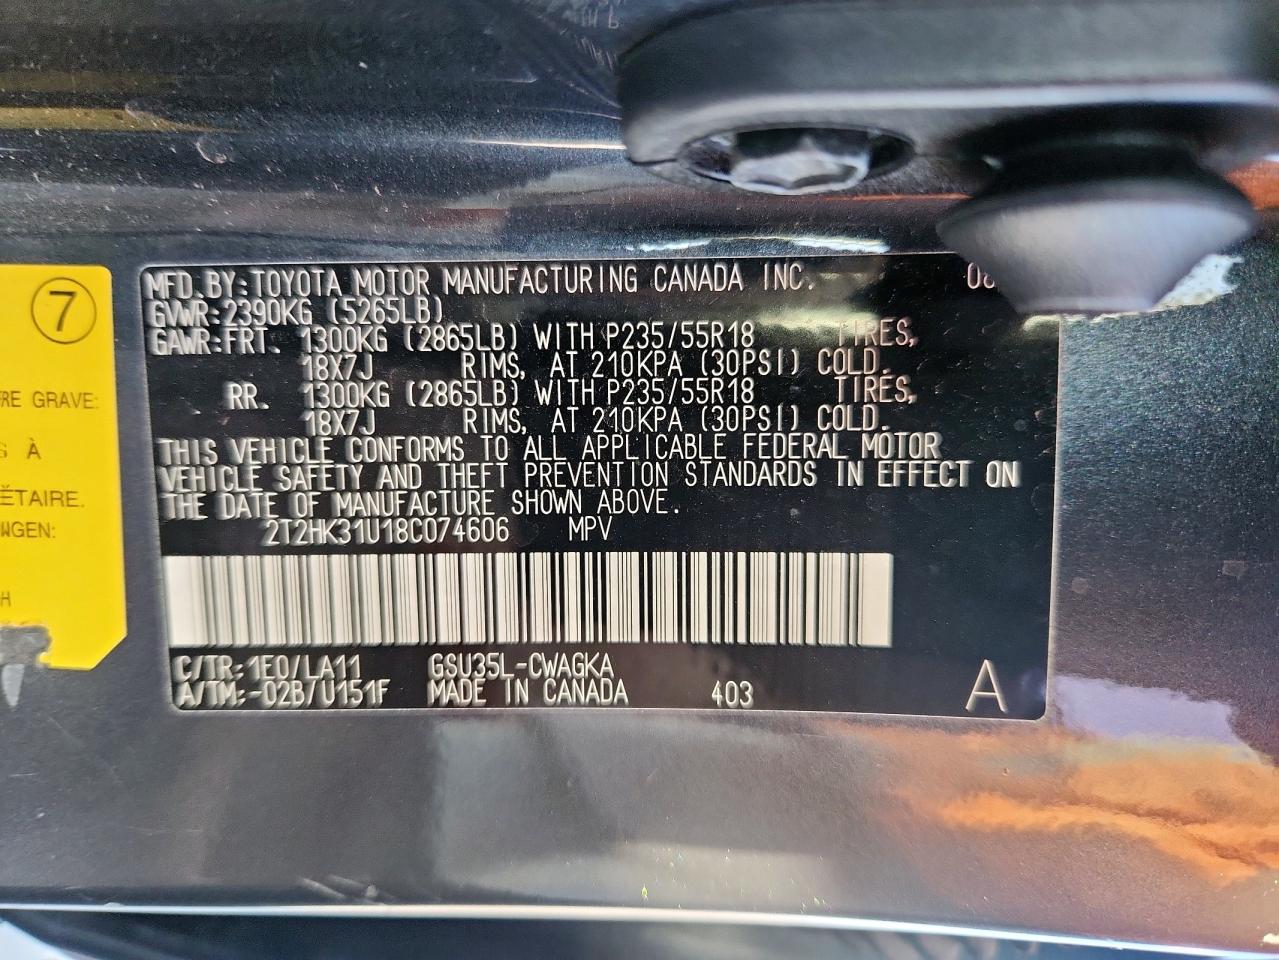 7
RE GRAVE:
S À
ÉTAIRE.
WGEN:
H
MFD BY:TOYOTA MOTOR MANUFACTURING CANADA INC. 08
GVWR:2390KG (5265LB)
GAWR:FRT. 1300KG (2865LB) WITH P235/55R18 TIRES,
18X7J RIMS, AT 210KPA (30PSI) COLD.
RR. 1300KG (2865LB) WITH P235/55R18 TIRES,
18X7J RIMS, AT 210KPA (30PSI) COLD.
THIS VEHICLE CONFORMS TO ALL APPLICABLE FEDERAL MOTOR
VEHICLE SAFETY AND THEFT PREVENTION STANDARDS IN EFFECT ON
THE DATE OF MANUFACTURE SHOWN ABOVE.
2T2HK31U18C074606 MPV
C/TR:1E0/LA11 GSU35L-CWAGKA
A/TM:-02B/U151F MADE IN CANADA 403 A